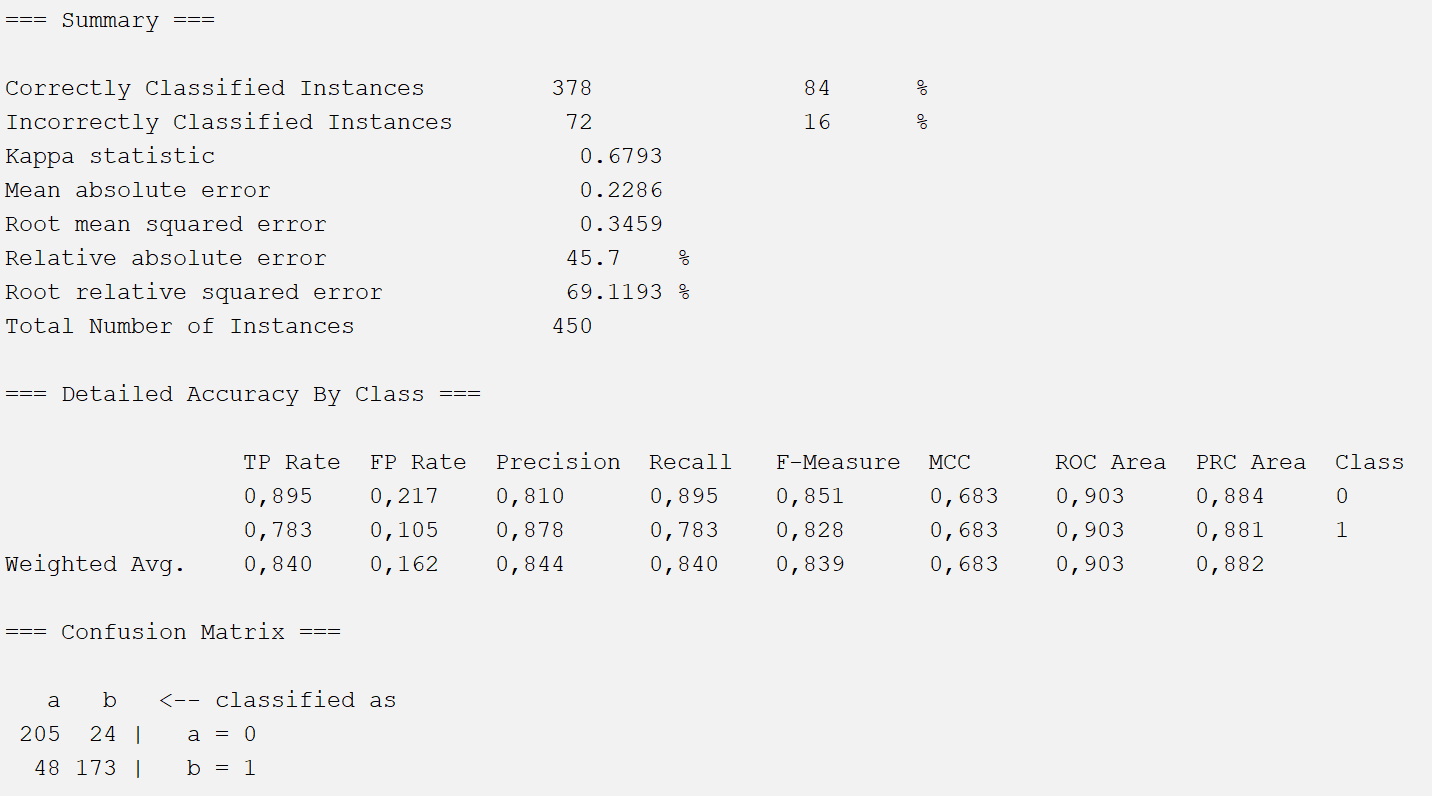 === Summary ===

Correctly Classified Instances         378               84      %
Incorrectly Classified Instances        72               16      %
Kappa statistic                          0.6793
Mean absolute error                      0.2286
Root mean squared error                  0.3459
Relative absolute error                 45.7    %
Root relative squared error             69.1193 %
Total Number of Instances              450

=== Detailed Accuracy By Class ===

                 TP Rate  FP Rate  Precision  Recall   F-Measure  MCC      ROC Area  PRC Area  Class
                 0,895    0,217    0,810      0,895    0,851      0,683    0,903     0,884     0
                 0,783    0,105    0,878      0,783    0,828      0,683    0,903     0,881     1
Weighted Avg.    0,840    0,162    0,844      0,840    0,839      0,683    0,903     0,882

=== Confusion Matrix ===

   a   b   <-- classified as
 205  24 |   a = 0
  48 173 |   b = 1